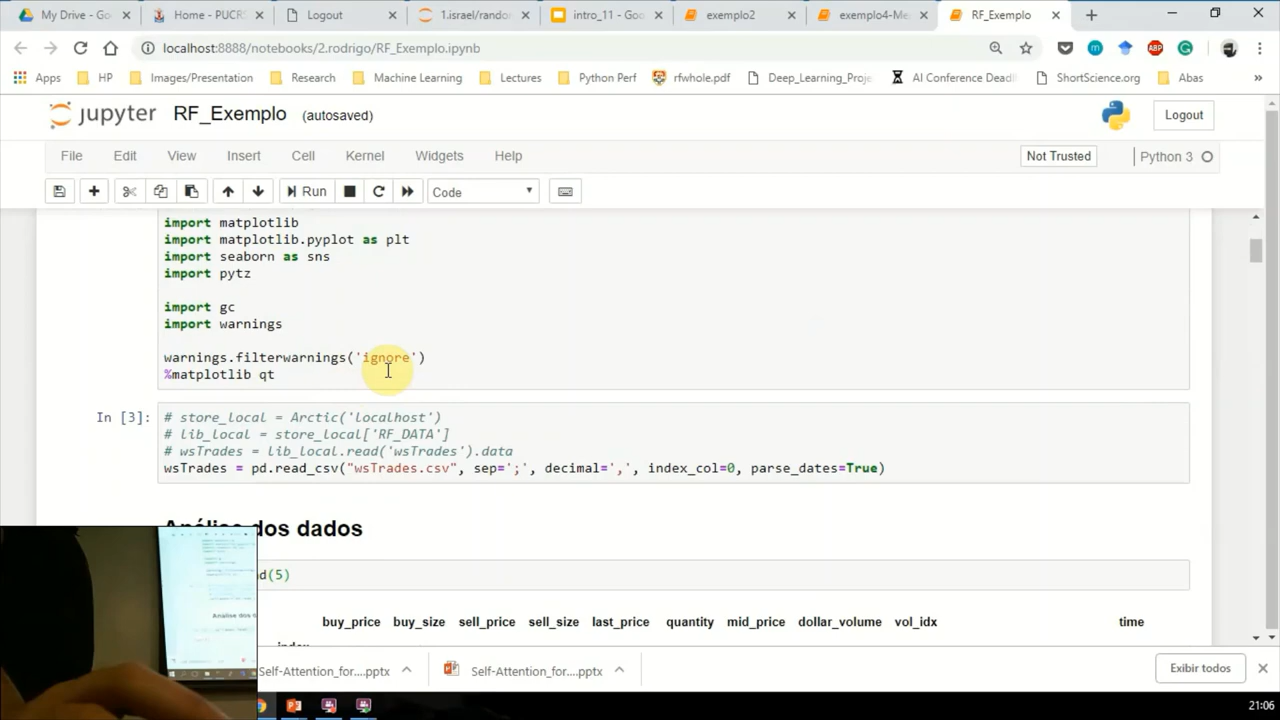 My Drive - G
Home - PUCRS
Logout
1.israel/randor
intro_11 - Goo
exemplo2
exemplo4-Me
RF_Exemplo
localhost:8888/notebooks/2.rodrigo/RF_Exemplo.ipynb
Apps
HP
Images/Presentation
Research
Machine Learning
Lectures
Python Perf
rfwhole.pdf
Deep_Learning_Proje
AI Conference Deadl
ShortScience.org
Abas
»
jupyter
RF_Exemplo (autosaved)
Logout
File Edit View Insert Cell Kernel Widgets Help
Not Trusted
Python 3
Run
Code
import matplotlib
import matplotlib.pyplot as plt
import seaborn as sns
import pytz
import gc
import warnings
warnings.filterwarnings('ignore')
%matplotlib qt
In [3]:
# store_local = Arctic('localhost')
# lib_local = store_local['RF_DATA']
# wsTrades = lib_local.read('wsTrades').data
wsTrades = pd.read_csv("wsTrades.csv", sep=';', decimal=',', index_col=0, parse_dates=True)
Análise dos dados
d(5)
buy_price buy_size sell_price sell_size last_price quantity mid_price dollar_volume vol_idx time
Self-Attention_for....pptx
Self-Attention_for....pptx
Exibir todos
21:06